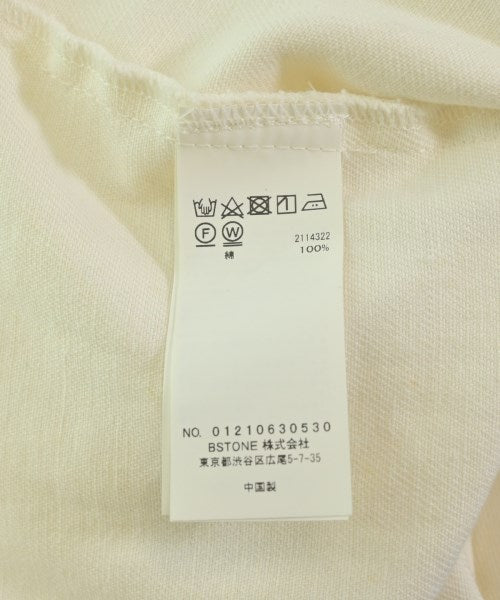 F W 2114322
綿 100%
NO. 01210630530
BSTONE 株式会社
東京都渋谷区広尾5-7-35
中国製